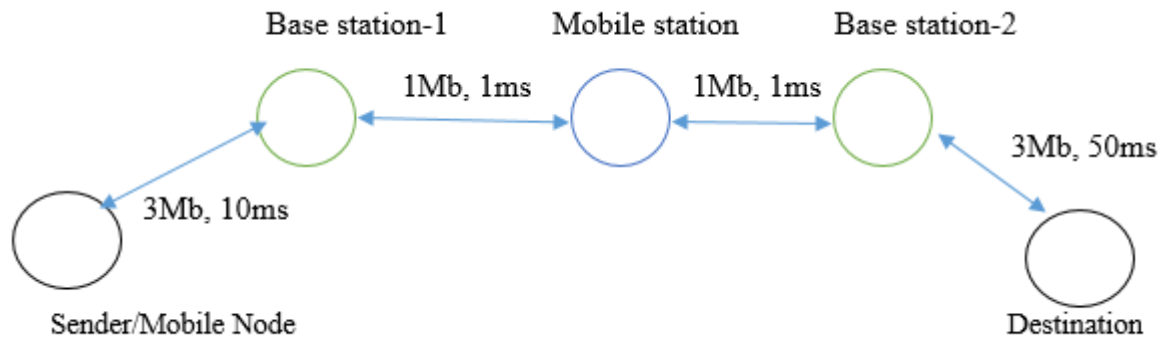 Base station-1
Mobile station
Base station-2
1Mb, 1ms
1Mb, 1ms
3Mb, 50ms
3Mb, 10ms
Sender/Mobile Node
Destination